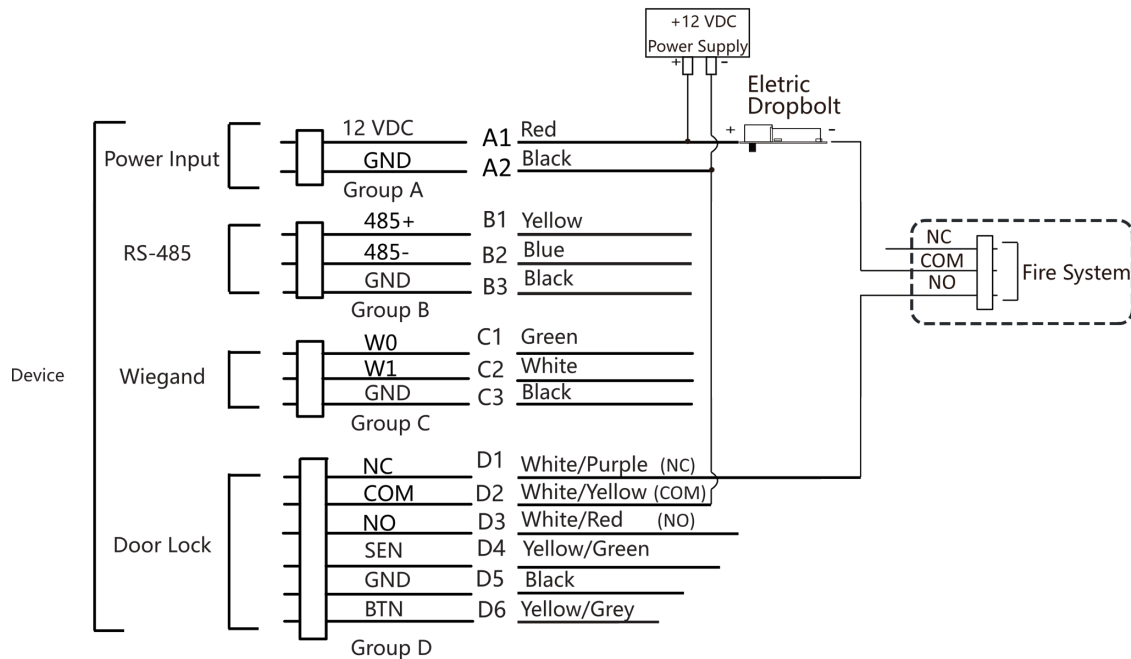 +12 VDC
Power Supply
+ -
Eletric
Dropbolt
+ -
Device
Power Input
12 VDC A1 Red
GND A2 Black
Group A
RS-485
485+ B1 Yellow
485- B2 Blue
GND B3 Black
Group B
NC
COM
NO
Fire System
Wiegand
W0 C1 Green
W1 C2 White
GND C3 Black
Group C
Door Lock
NC D1 White/Purple (NC)
COM D2 White/Yellow (COM)
NO D3 White/Red (NO)
SEN D4 Yellow/Green
GND D5 Black
BTN D6 Yellow/Grey
Group D